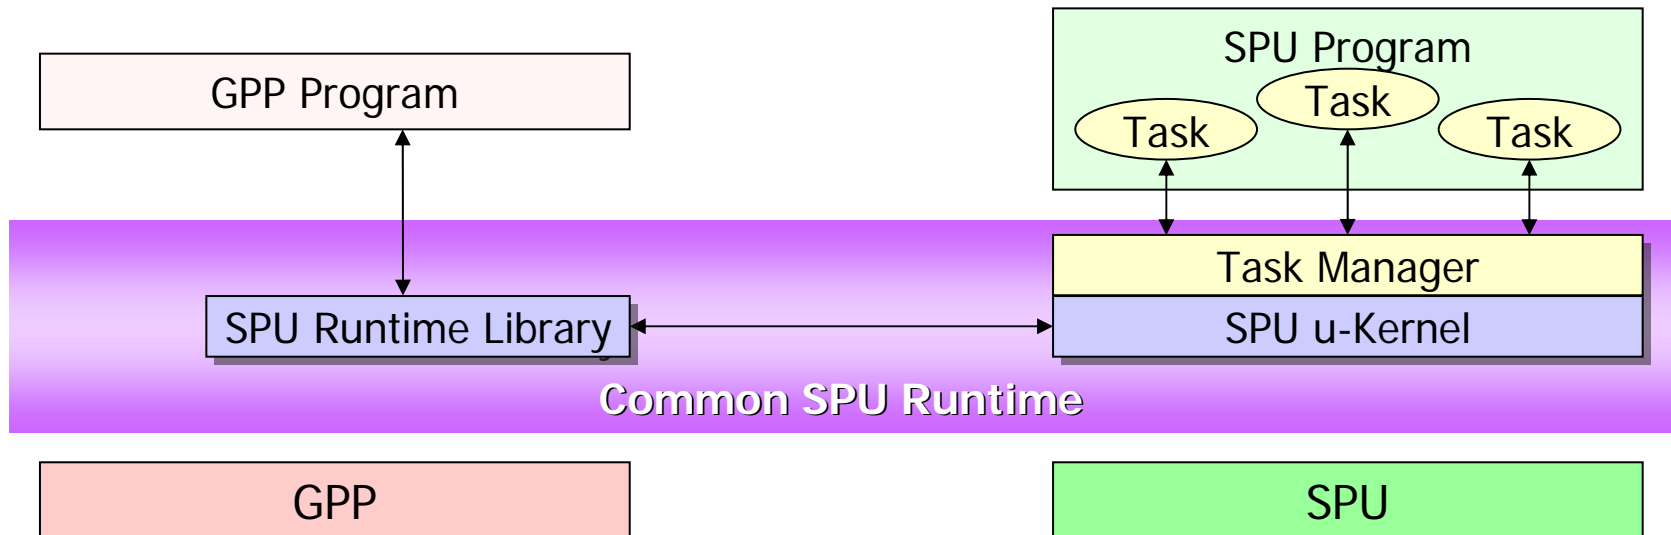 GPP Program
SPU Program
Task
Task
Task
Task Manager
SPU Runtime Library
SPU u-Kernel
Common SPU Runtime
GPP
SPU